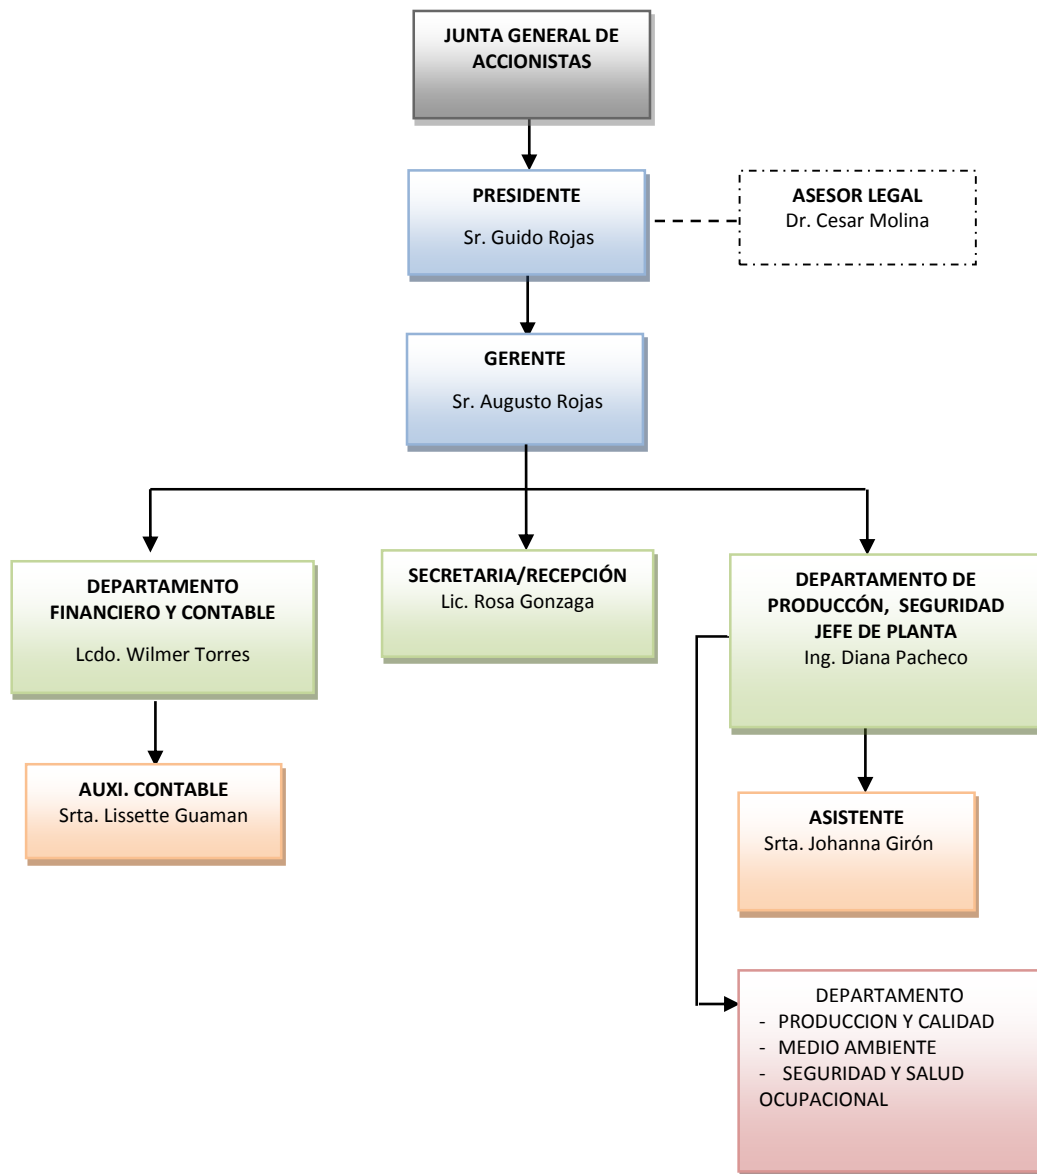 JUNTA GENERAL DE
ACCIONISTAS
PRESIDENTE
Sr. Guido Rojas
ASESOR LEGAL
Dr. Cesar Molina
GERENTE
Sr. Augusto Rojas
DEPARTAMENTO
FINANCIERO Y CONTABLE
Lcdo. Wilmer Torres
SECRETARIA/RECEPCIÓN
Lic. Rosa Gonzaga
DEPARTAMENTO DE
PRODUCCÓN, SEGURIDAD
JEFE DE PLANTA
Ing. Diana Pacheco
AUXI. CONTABLE
Srta. Lissette Guaman
ASISTENTE
Srta. Johanna Girón
DEPARTAMENTO
- PRODUCCION Y CALIDAD
- MEDIO AMBIENTE
- SEGURIDAD Y SALUD
OCUPACIONAL